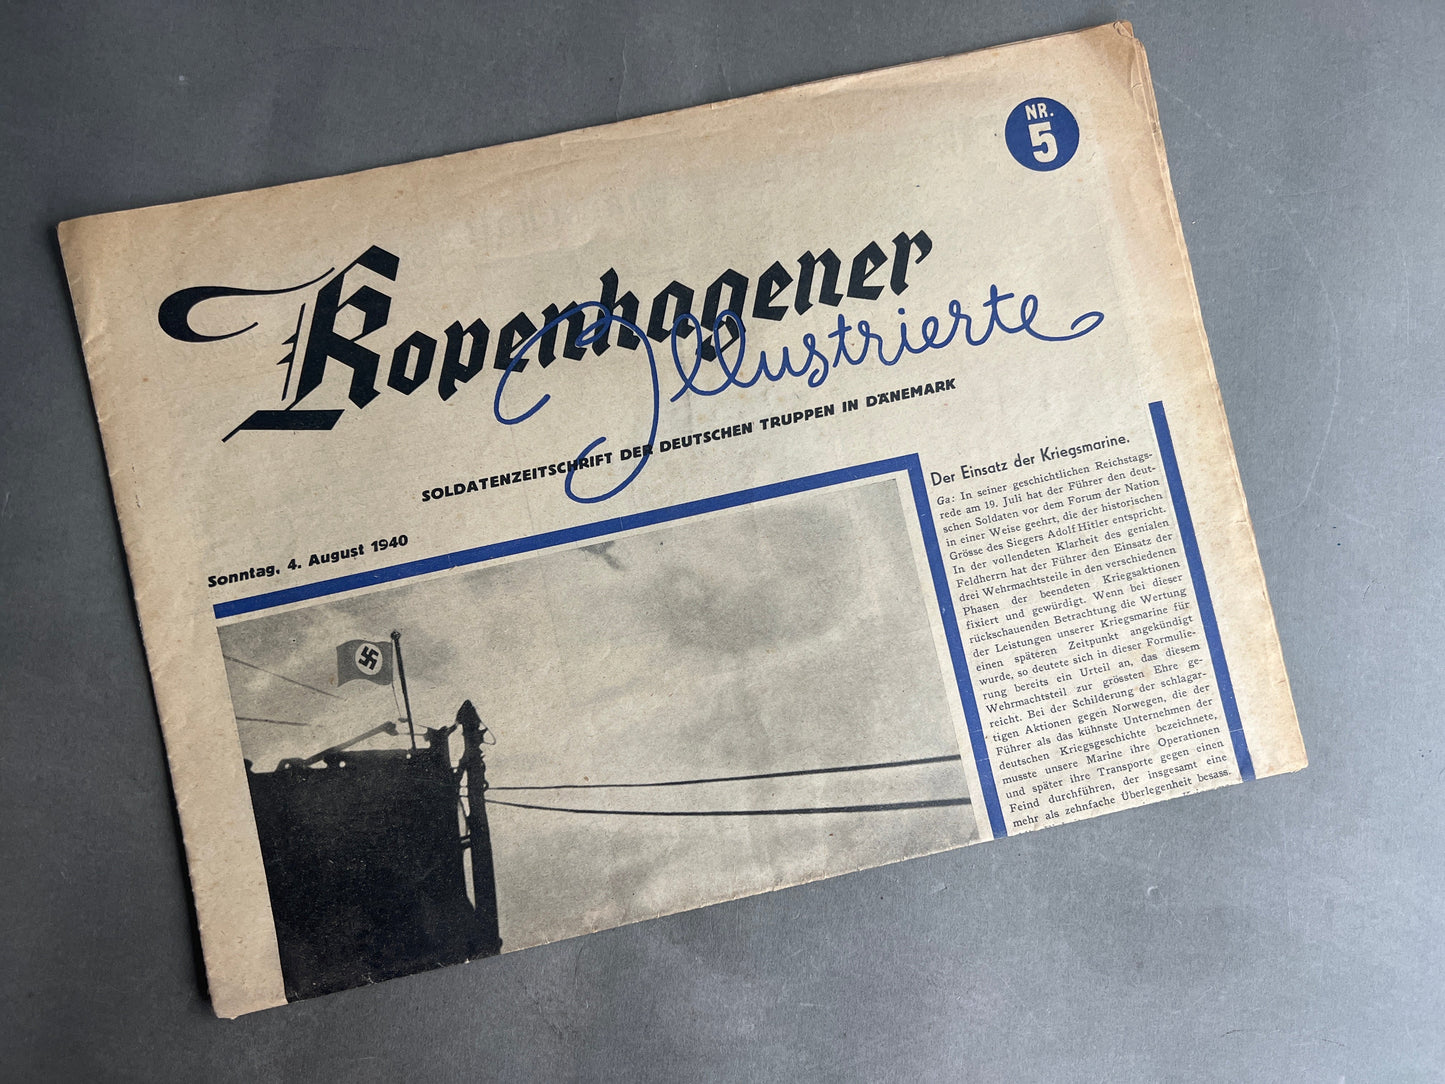 NR.
5
Kopenhagener
Illustrierte
SOLDATENZEITSCHRIFT DER DEUTSCHEN TRUPPEN IN DÄNEMARK
Sonntag, 4. August 1940
Der Einsatz der Kriegsmarine.
Ga: In seiner geschichtlichen Reichstags-
rede am 19. Juli hat der Führer den deut-
schen Soldaten vor dem Forum der Nation
in einer Weise geehrt, die der historischen
Grösse des Siegers Adolf Hitler entspricht.
In der vollendeten Klarheit des genialen
Feldherrn hat der Führer den Einsatz der
drei Wehrmachtsteile in den verschiedenen
Phasen der beendeten Kriegsaktionen
fixiert und gewürdigt. Wenn bei dieser
rückschauenden Betrachtung die Wertung
der Leistungen unserer Kriegsmarine für
einen späteren Zeitpunkt angekündigt
wurde, so deutete sich in dieser Formulie-
rung bereits ein Urteil an, das diesem
Wehrmachtsteil zur grössten Ehre ge-
reicht. Bei der Schilderung der schlagar-
tigen Aktionen gegen Norwegen, die der
Führer als das kühnste Unternehmen der
deutschen Kriegsgeschichte bezeichnete,
musste unsere Marine ihre Operationen
und später ihre Transporte gegen einen
Feind durchführen, der insgesamt eine
mehr als zehnfache Überlegenheit besass.